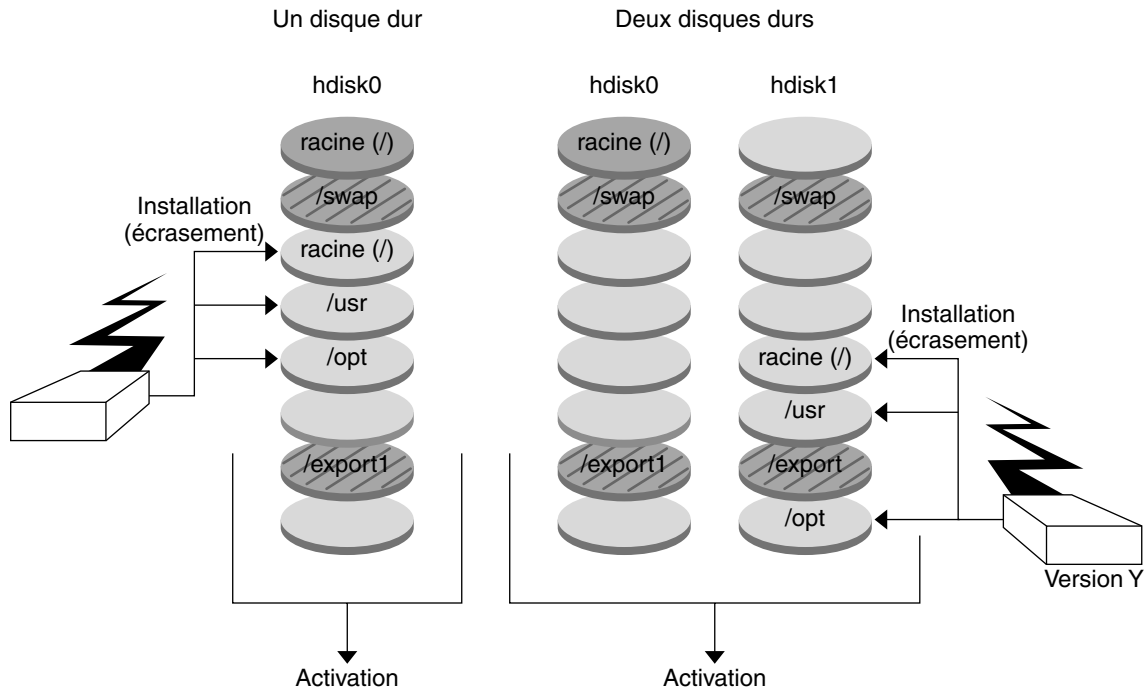 Un disque dur
Deux disques durs
hdisk0
hdisk0
hdisk1
racine (/)
racine (/)
/swap
/swap
/swap
Installation
(écrasement)
racine (/)
/usr
Installation
(écrasement)
/opt
racine (/)
/usr
/export1
/export1
/export
/opt
Version Y
Activation
Activation